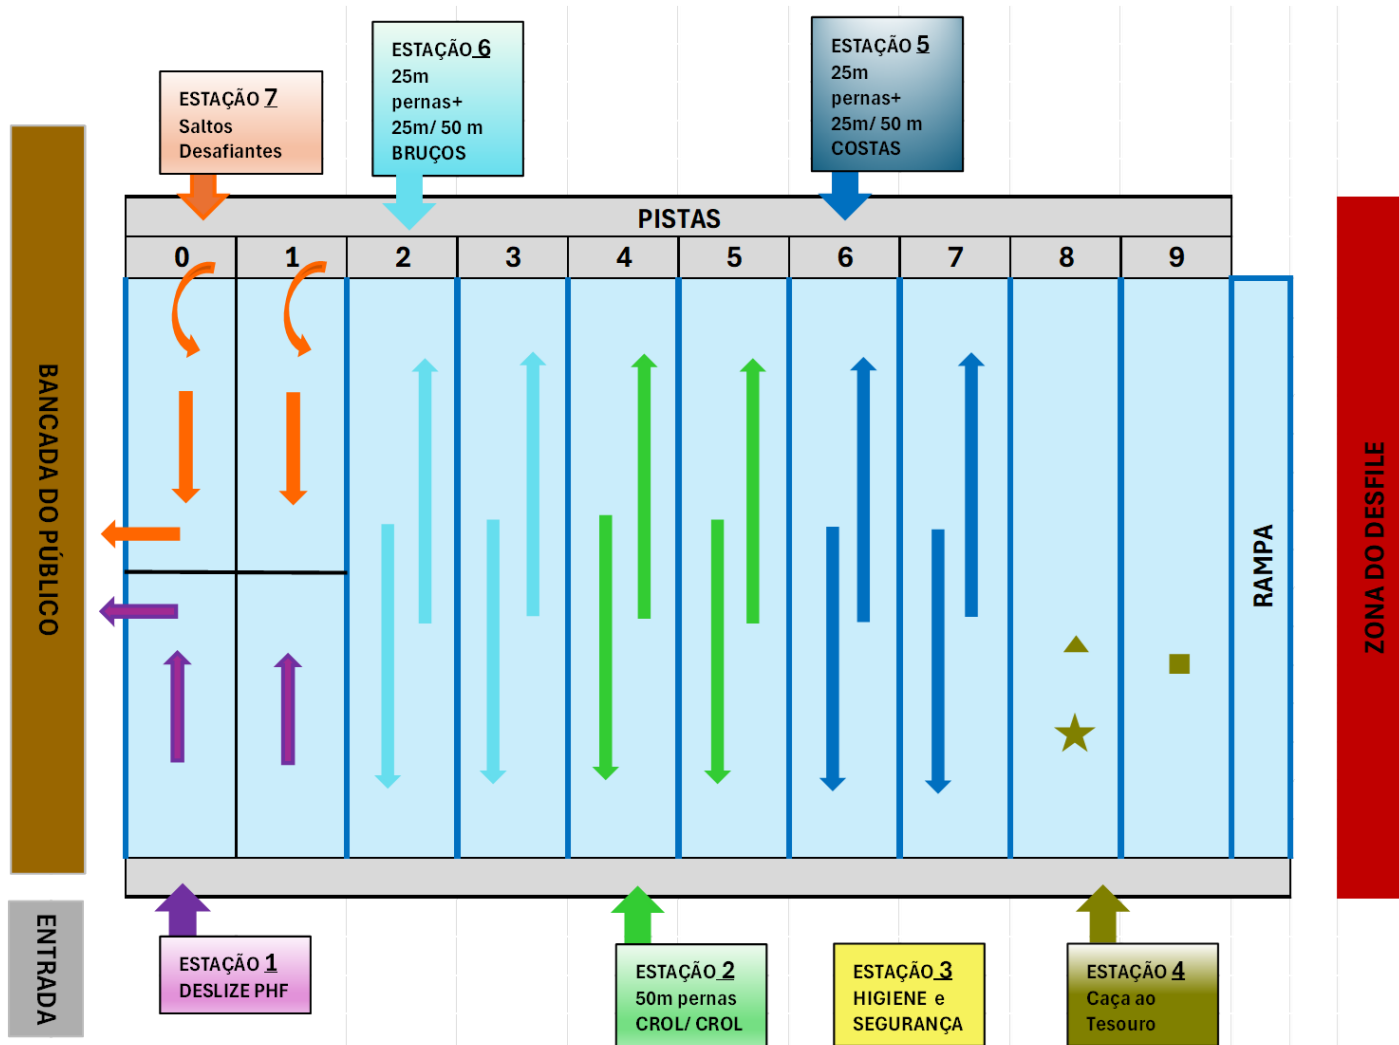 ESTAÇÃO 7
Saltos
Desafiantes
ESTAÇÃO 6
25m
pernas+
25m/ 50 m
BRUÇOS
ESTAÇÃO 5
25m
pernas+
25m/ 50 m
COSTAS
PISTAS
0 1 2 3 4 5 6 7 8 9
BANCADA DO PÚBLICO
RAMPA
ZONA DO DESFILE
ENTRADA
ESTAÇÃO 1
DESLIZE PHF
ESTAÇÃO 2
50m pernas
CROL/ CROL
ESTAÇÃO 3
HIGIENE e
SEGURANÇA
ESTAÇÃO 4
Caça ao
Tesouro